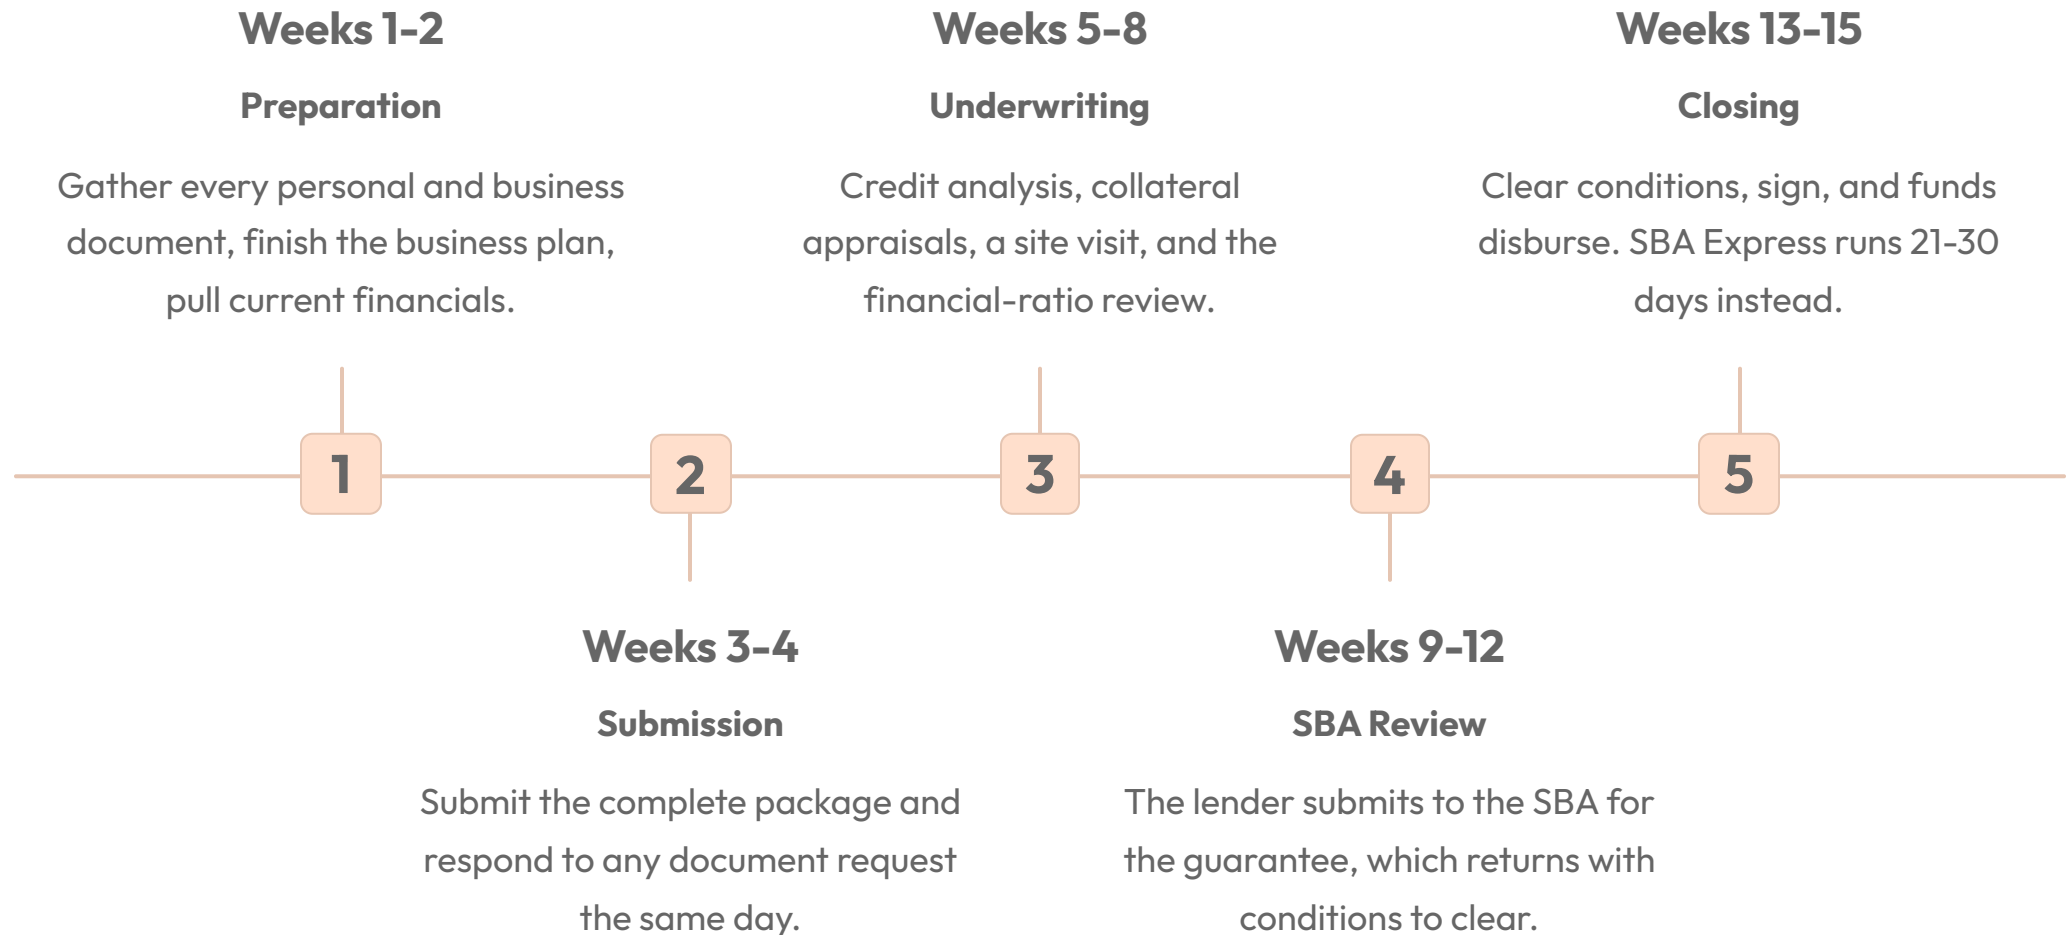 Weeks 1-2
Preparation
Gather every personal and business
document, finish the business plan,
pull current financials.
Weeks 5-8
Underwriting
Credit analysis, collateral
appraisals, a site visit, and the
financial-ratio review.
Weeks 13-15
Closing
Clear conditions, sign, and funds
disburse. SBA Express runs 21-30
days instead.
1
2
3
4
5
Weeks 3-4
Submission
Submit the complete package and
respond to any document request
the same day.
Weeks 9-12
SBA Review
The lender submits to the SBA for
the guarantee, which returns with
conditions to clear.